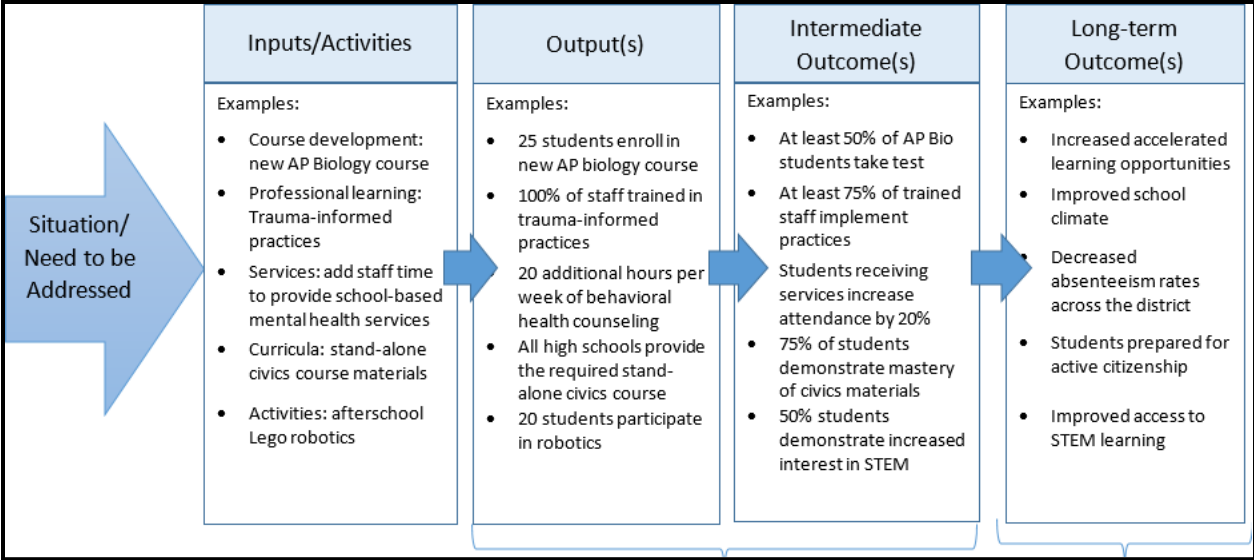 Situation/
Need to be
Addressed
Inputs/Activities
Examples:
• Course development:
new AP Biology course
• Professional learning:
Trauma-informed
practices
• Services: add staff time
to provide school-based
mental health services
• Curricula: stand-alone
civics course materials
• Activities: afterschool
Lego robotics
Output(s)
Examples:
• 25 students enroll in
new AP biology course
• 100% of staff trained in
trauma-informed
practices
• 20 additional hours per
week of behavioral
health counseling
• All high schools provide
the required stand-
alone civics course
• 20 students participate
in robotics
Intermediate
Outcome(s)
Examples:
• At least 50% of AP Bio
students take test
• At least 75% of trained
staff implement
practices
Students receiving
services increase
attendance by 20%
• 75% of students
demonstrate mastery
of civics materials
• 50% students
demonstrate increased
interest in STEM
Long-term
Outcome(s)
Examples:
• Increased accelerated
learning opportunities
• Improved school
climate
• Decreased
absenteeism rates
across the district
• Students prepared for
active citizenship
• Improved access to
STEM learning